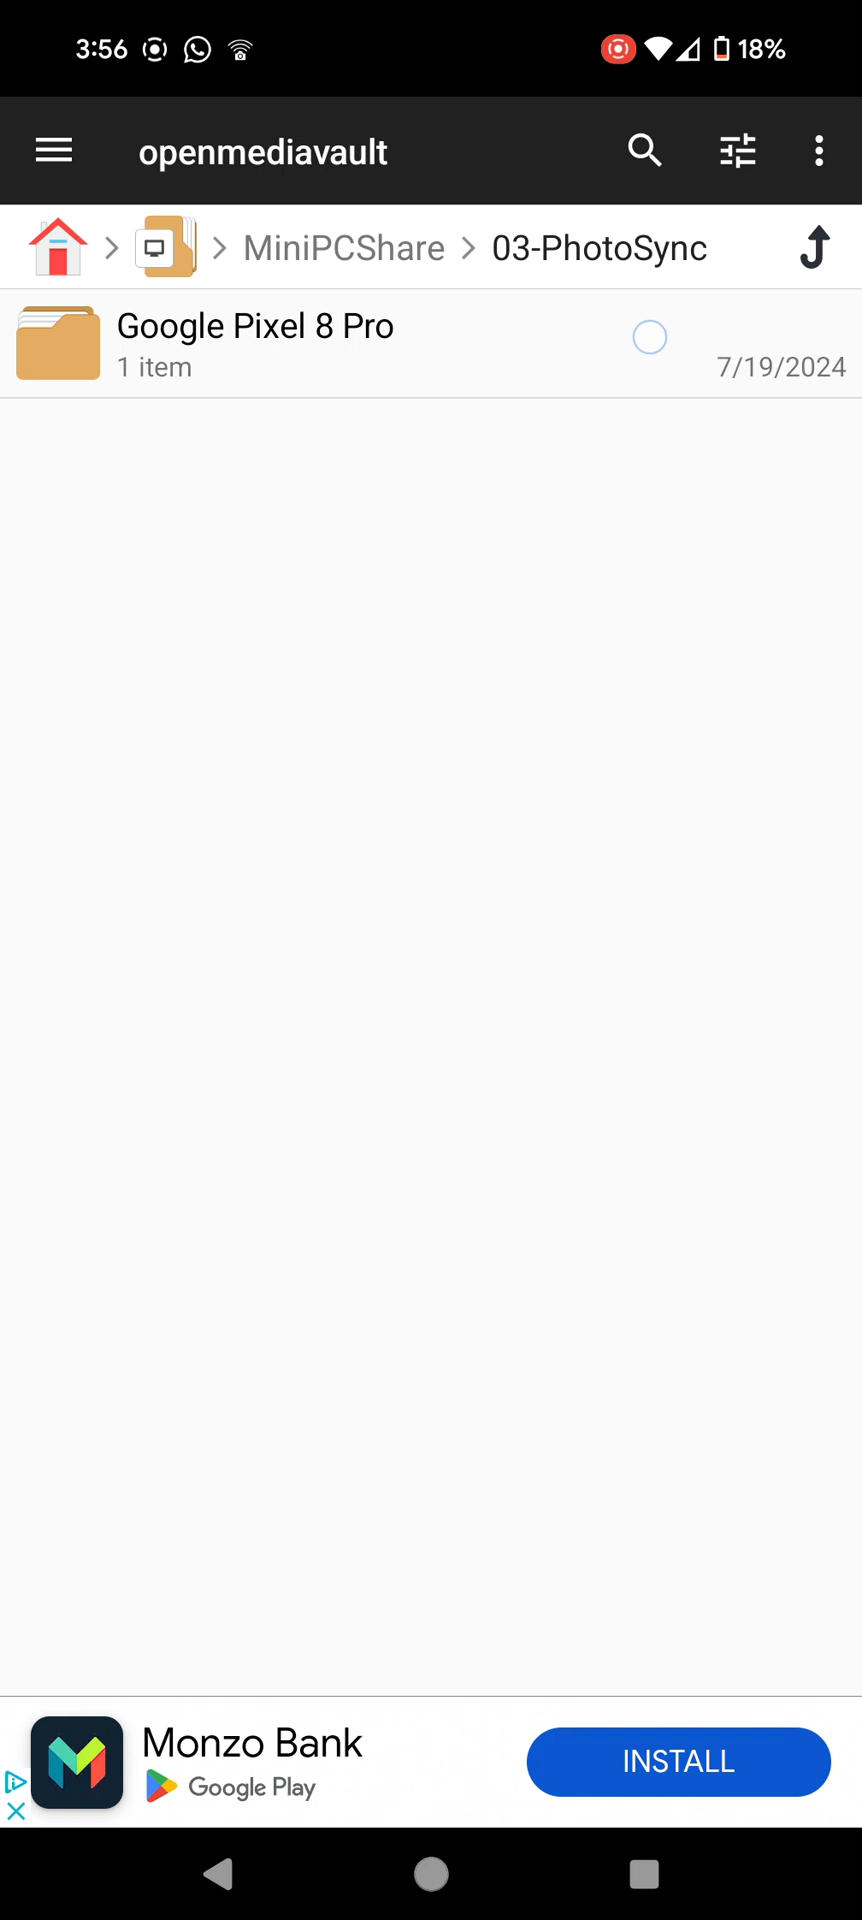 3:56
18%
openmediavault
MiniPCShare
03-PhotoSync
Google Pixel 8 Pro
1 item
7/19/2024
Monzo Bank
Google Play
INSTALL